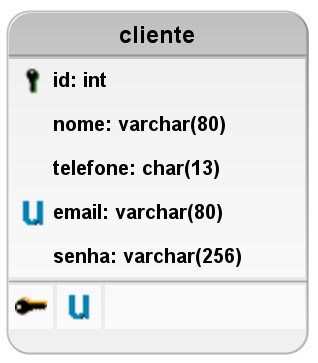 cliente
id: int
nome: varchar(80)
telefone: char(13)
U email: varchar(80)
senha: varchar(256)
U